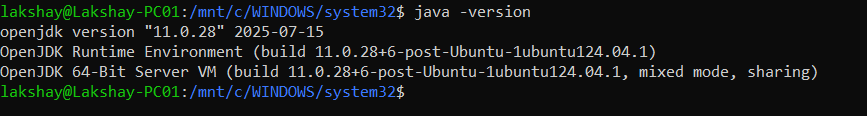 lakshay@Lakshay-PC01:/mnt/c/WINDOWS/system32$ java -version
openjdk version "11.0.28" 2025-07-15
OpenJDK Runtime Environment (build 11.0.28+6-post-Ubuntu-1ubuntu124.04.1)
OpenJDK 64-Bit Server VM (build 11.0.28+6-post-Ubuntu-1ubuntu124.04.1, mixed mode, sharing)
lakshay@Lakshay-PC01:/mnt/c/WINDOWS/system32$